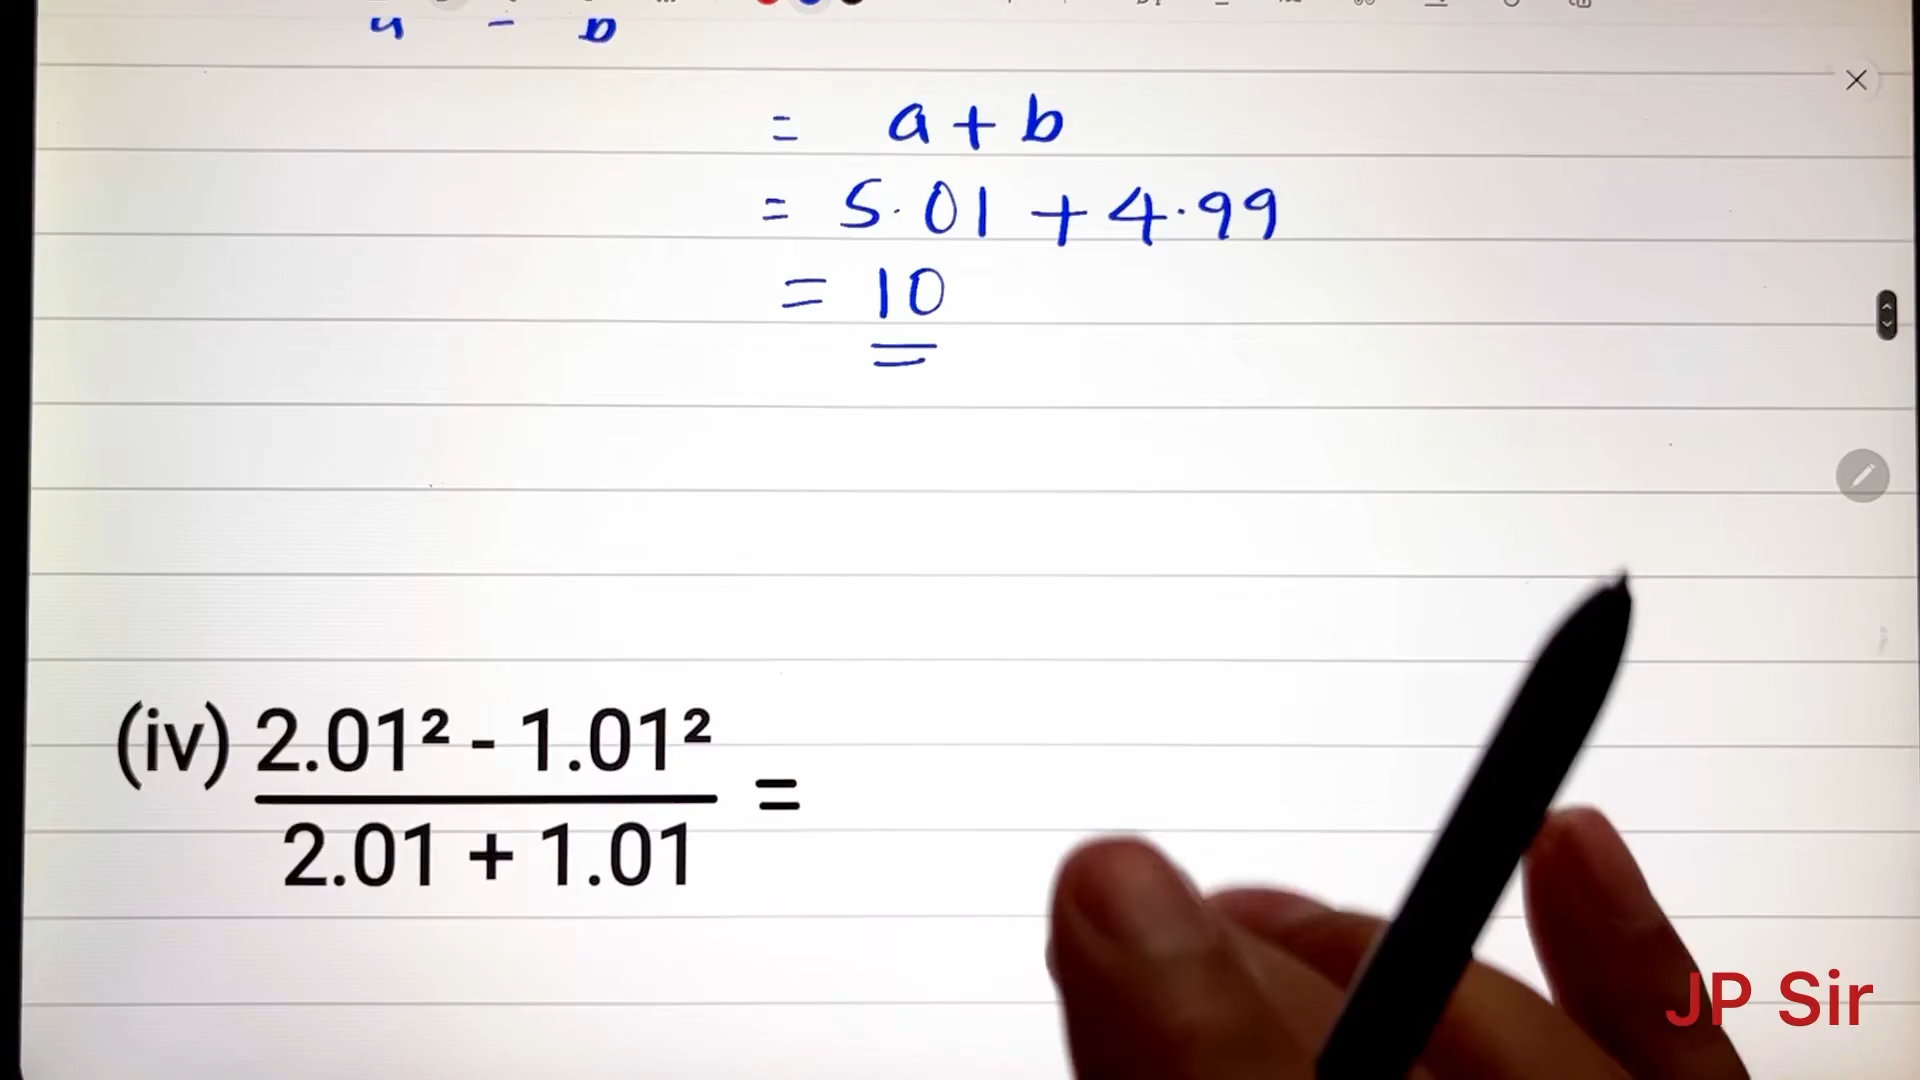 = a + b
= 5.01 + 4.99
= 10
(iv) 2.01² - 1.01²
=
2.01 + 1.01
JP Sir